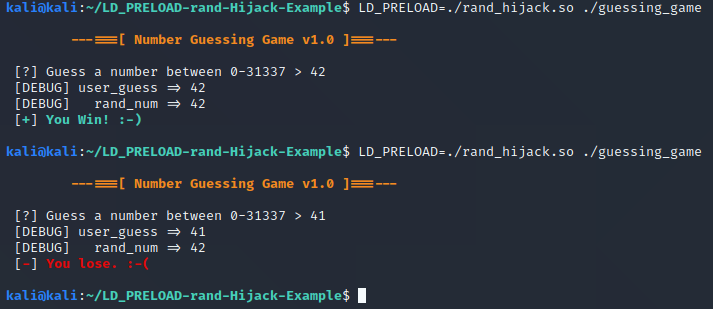 kali@kali:~/LD_PRELOAD-rand-Hijack-Example$ LD_PRELOAD=./rand_hijack.so ./guessing_game
---===[ Number Guessing Game v1.0 ]===---
[?] Guess a number between 0-31337 > 42
[DEBUG] user_guess => 42
[DEBUG]   rand_num => 42
[+] You Win! :-)
kali@kali:~/LD_PRELOAD-rand-Hijack-Example$ LD_PRELOAD=./rand_hijack.so ./guessing_game
---===[ Number Guessing Game v1.0 ]===---
[?] Guess a number between 0-31337 > 41
[DEBUG] user_guess => 41
[DEBUG]   rand_num => 42
[-] You lose. :-(
kali@kali:~/LD_PRELOAD-rand-Hijack-Example$